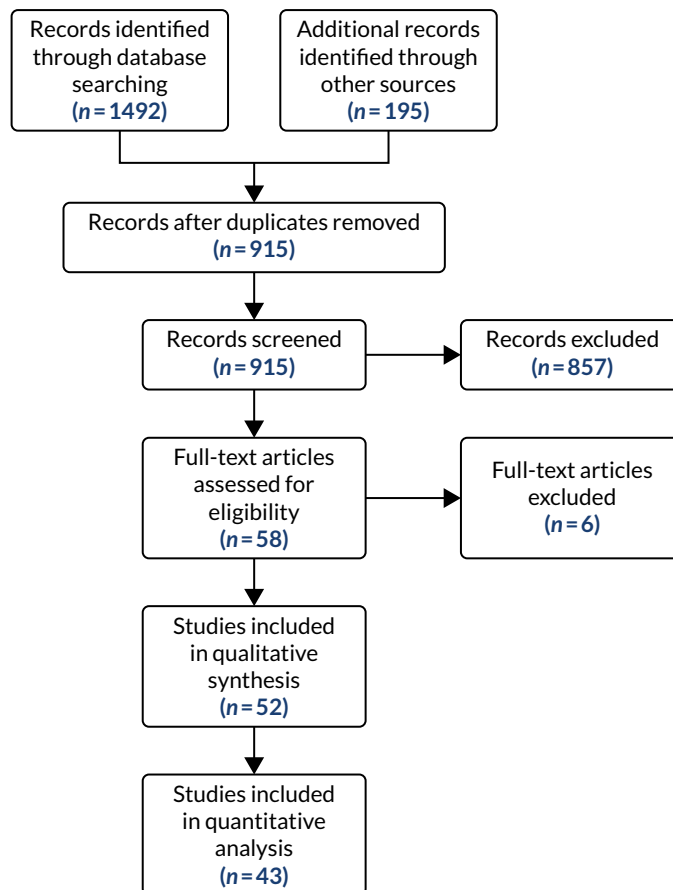 Records identified
through database
searching
(n=1492)
Additional records
identified through
other sources
(n=195)
Records after duplicates removed
(n=915)
Records screened
(n=915)
Records excluded
(n=857)
Full-text articles
assessed for
eligibility
(n=58)
Full-text articles
excluded
(n=6)
Studies included
in qualitative
synthesis
(n=52)
Studies included
in quantitative
analysis
(n=43)